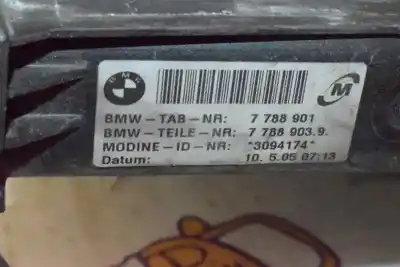 BMW
M
BMW-TAB-NR: 7 788 901
BMW-TEILE-NR: 7 788 903.9.
MODINE-ID-NR: *3094174*
Datum: 10. 5.05 07:13